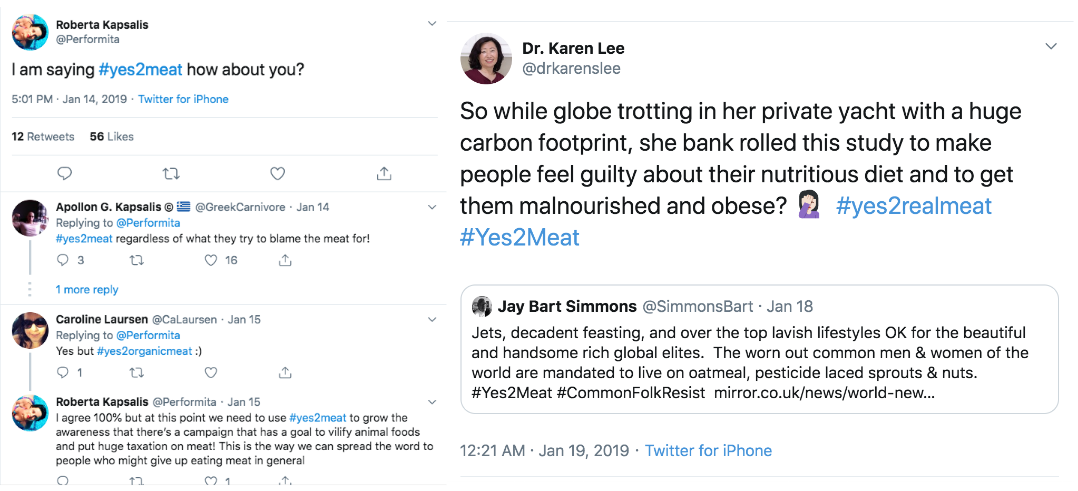 Roberta Kapsalis
@Performita
I am saying #yes2meat how about you?
5:01 PM · Jan 14, 2019 · Twitter for iPhone
12 Retweets 56 Likes
Apollon G. Kapsalis © 🇬🇷 @GreekCarnivore · Jan 14
Replying to @Performita
#yes2meat regardless of what they try to blame the meat for!
3 16
1 more reply
Caroline Laursen @CaLaursen · Jan 15
Replying to @Performita
Yes but #yes2organicmeat :)
1
Roberta Kapsalis @Performita · Jan 15
I agree 100% but at this point we need to use #yes2meat to grow the
awareness that there's a campaign that has a goal to vilify animal foods
and put huge taxation on meat! This is the way we can spread the word to
people who might give up eating meat in general
1
Dr. Karen Lee
@drkarenslee
So while globe trotting in her private yacht with a huge
carbon footprint, she bank rolled this study to make
people feel guilty about their nutritious diet and to get
them malnourished and obese? 🤦🏻‍♀️ #yes2realmeat
#Yes2Meat
Jay Bart Simmons @SimmonsBart · Jan 18
Jets, decadent feasting, and over the top lavish lifestyles OK for the beautiful
and handsome rich global elites. The worn out common men & women of the
world are mandated to live on oatmeal, pesticide laced sprouts & nuts.
#Yes2Meat #CommonFolkResist mirror.co.uk/news/world-new...
12:21 AM · Jan 19, 2019 · Twitter for iPhone